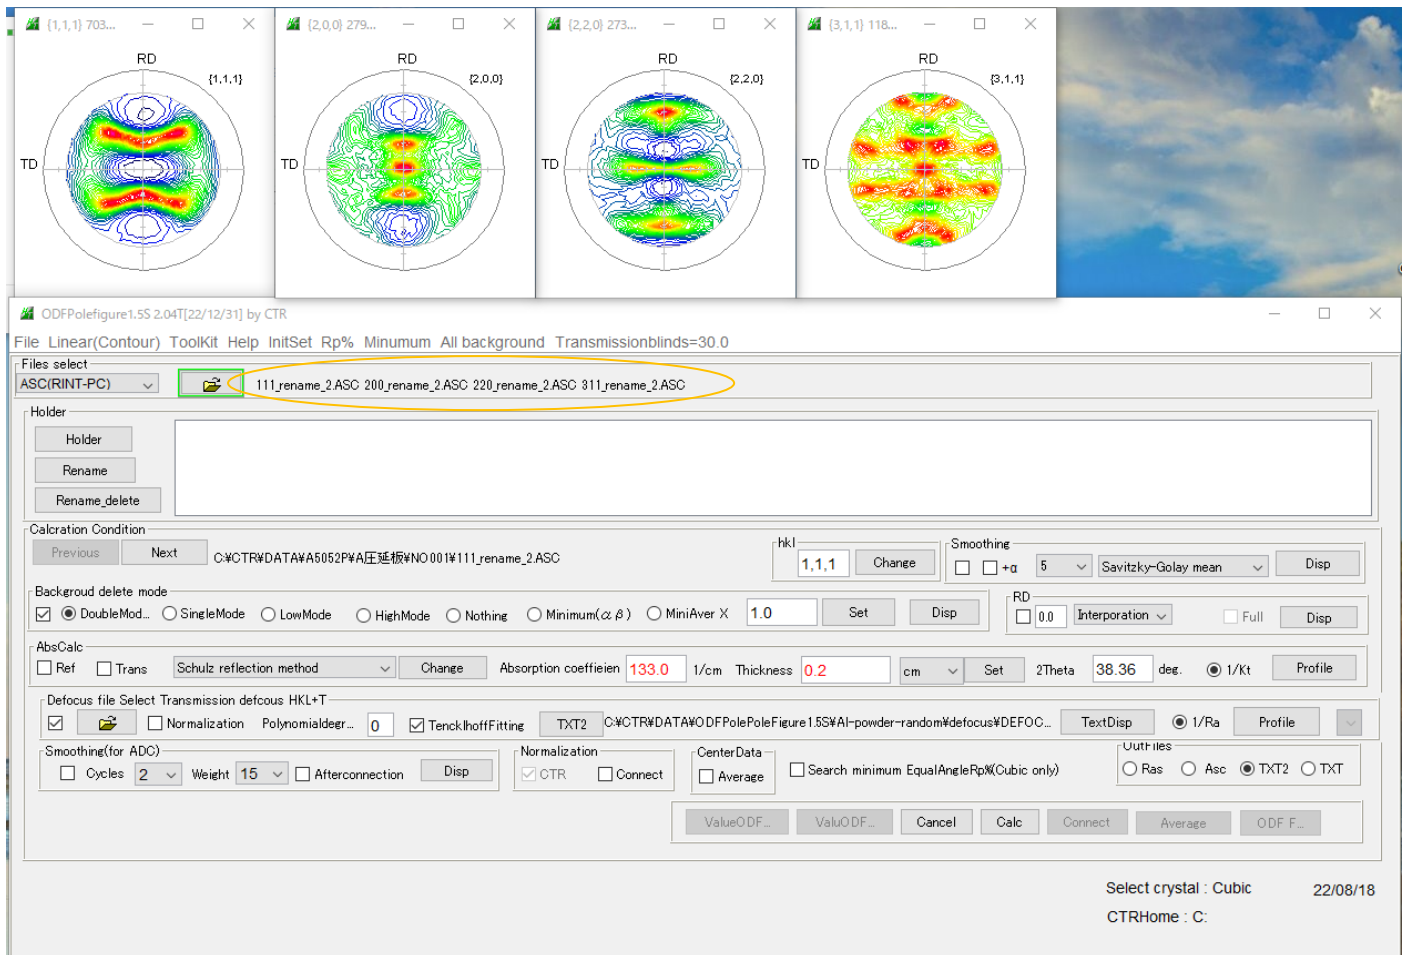 {1,1,1} 703...
{2,0,0} 279...
{2,2,0} 273...
{3,1,1} 118...
RD
{1,1,1}
TD
RD
{2,0,0}
TD
RD
{2,2,0}
TD
RD
{3,1,1}
TD
ODFPolefigure1.5S 2.04T[22/12/31] by CTR
File Linear(Contour) ToolKit Help InitSet Rp% Minumum All background Transmissionblinds=30.0
Files select
ASC(RINT-PC)
111_rename_2.ASC 200_rename_2.ASC 220_rename_2.ASC 311_rename_2.ASC
Holder
Holder
Rename
Rename_delete
Calcration Condition
Previous Next C:¥CTR¥DATA¥A5052P¥A圧延板¥NO001¥111_rename_2.ASC
hkl
1,1,1 Change
Smoothing
+α 5 Savitzky-Golay mean Disp
Backgroud delete mode
DoubleMod... SingleMode LowMode HighMode Nothing Minimum(αβ) MiniAver X 1.0 Set Disp
RD
0.0 Interporation Full Disp
AbsCalc
Ref Trans Schulz reflection method Change Absorption coeffieien 133.0 1/cm Thickness 0.2 cm Set 2Theta 38.36 deg. 1/Kt Profile
Defocus file Select Transmission defcous HKL+T
Normalization Polynomialdegr... 0 TencklhoffFitting TXT2 C:¥CTR¥DATA¥ODFPolePoleFigure1.5S¥Al-powder-random¥defocus¥DEFOC... TextDisp 1/Ra Profile
Smoothing(for ADC)
Cycles 2 Weight 15 Afterconnection Disp
Normalization
CTR Connect
CenterData
Average
Search minimum EqualAngleRp%(Cubic only)
OutFiles
Ras Asc TXT2 TXT
ValueODF... ValuODF... Cancel Calc Connect Average ODF F...
Select crystal : Cubic 22/08/18
CTRHome : C: